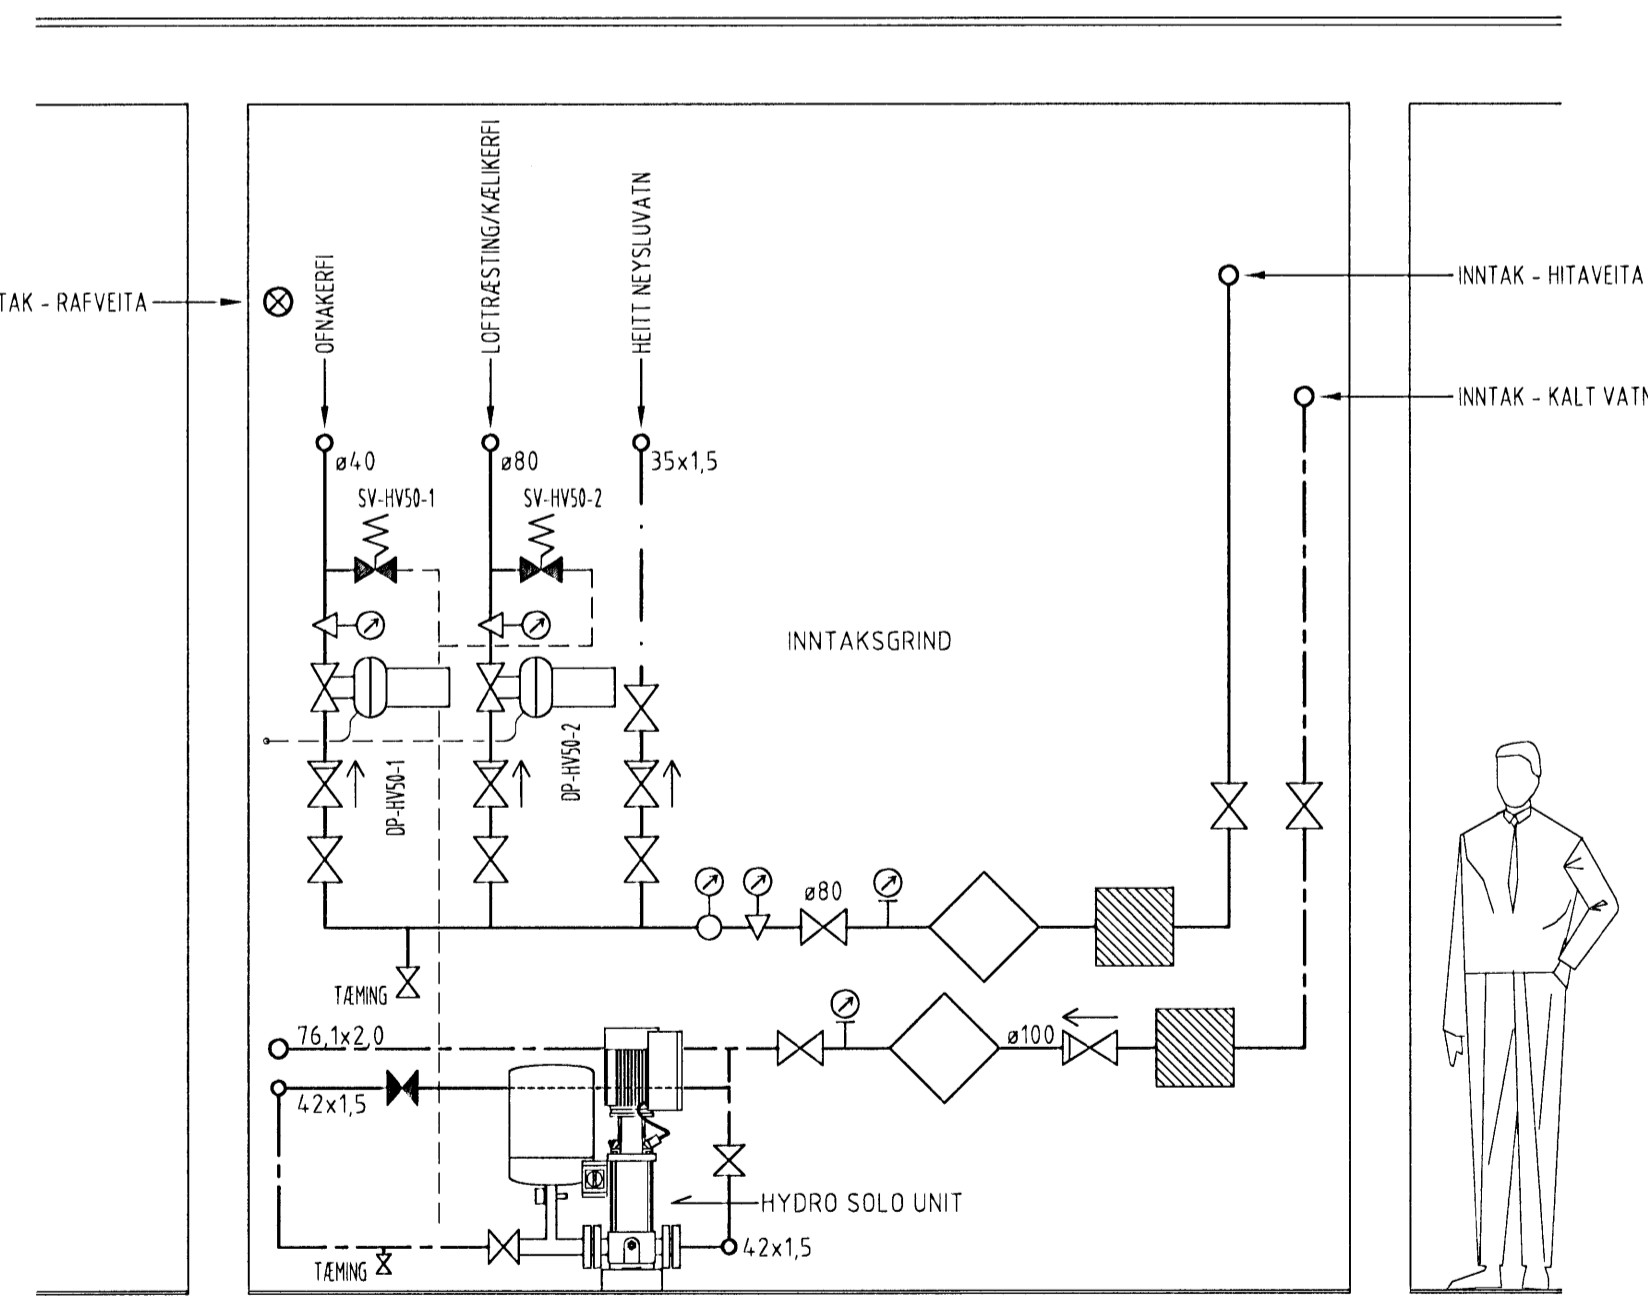 LOFTRÆSTING/KÆLIKERFI
HEITT NEYSLUVATN
OFNAKERFI
TAK - RAFVEITA
INNTAK - HITAVEITA
INNTAK - KALT VATN
ø40
ø80
35x1,5
SV-HV50-1
SV-HV50-2
INNTAKSGRIND
DP-HV50-1
DP-HV50-2
ø80
TÆMING
76,1x2,0
ø100
42x1,5
HYDRO SOLO UNIT
42x1,5
TÆMING